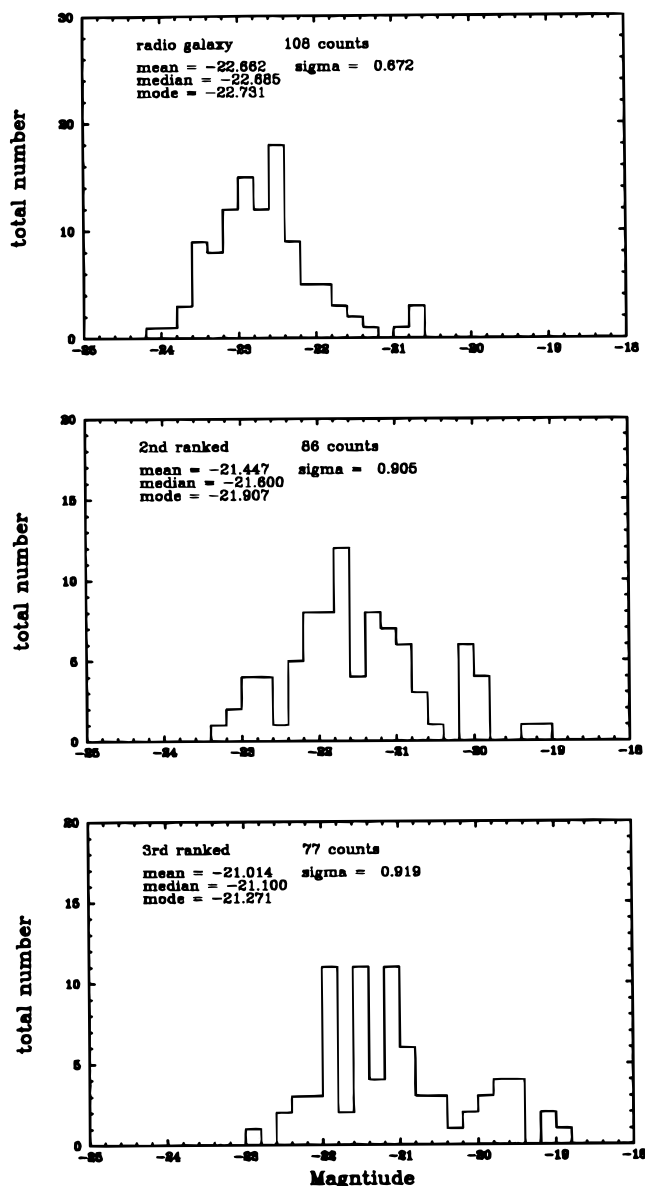 30
radio galaxy 108 counts
mean = -22.662 sigma = 0.672
median = -22.685
mode = -22.731
20
10
0
total number
-25 -24 -23 -22 -21 -20 -19 -18
20
2nd ranked 86 counts
mean = -21.447 sigma = 0.905
median = -21.600
mode = -21.907
15
10
5
0
total number
-25 -24 -23 -22 -21 -20 -19 -18
20
3rd ranked 77 counts
mean = -21.014 sigma = 0.919
median = -21.100
mode = -21.271
15
10
5
0
total number
-25 -24 -23 -22 -21 -20 -19 -18
Magntiude